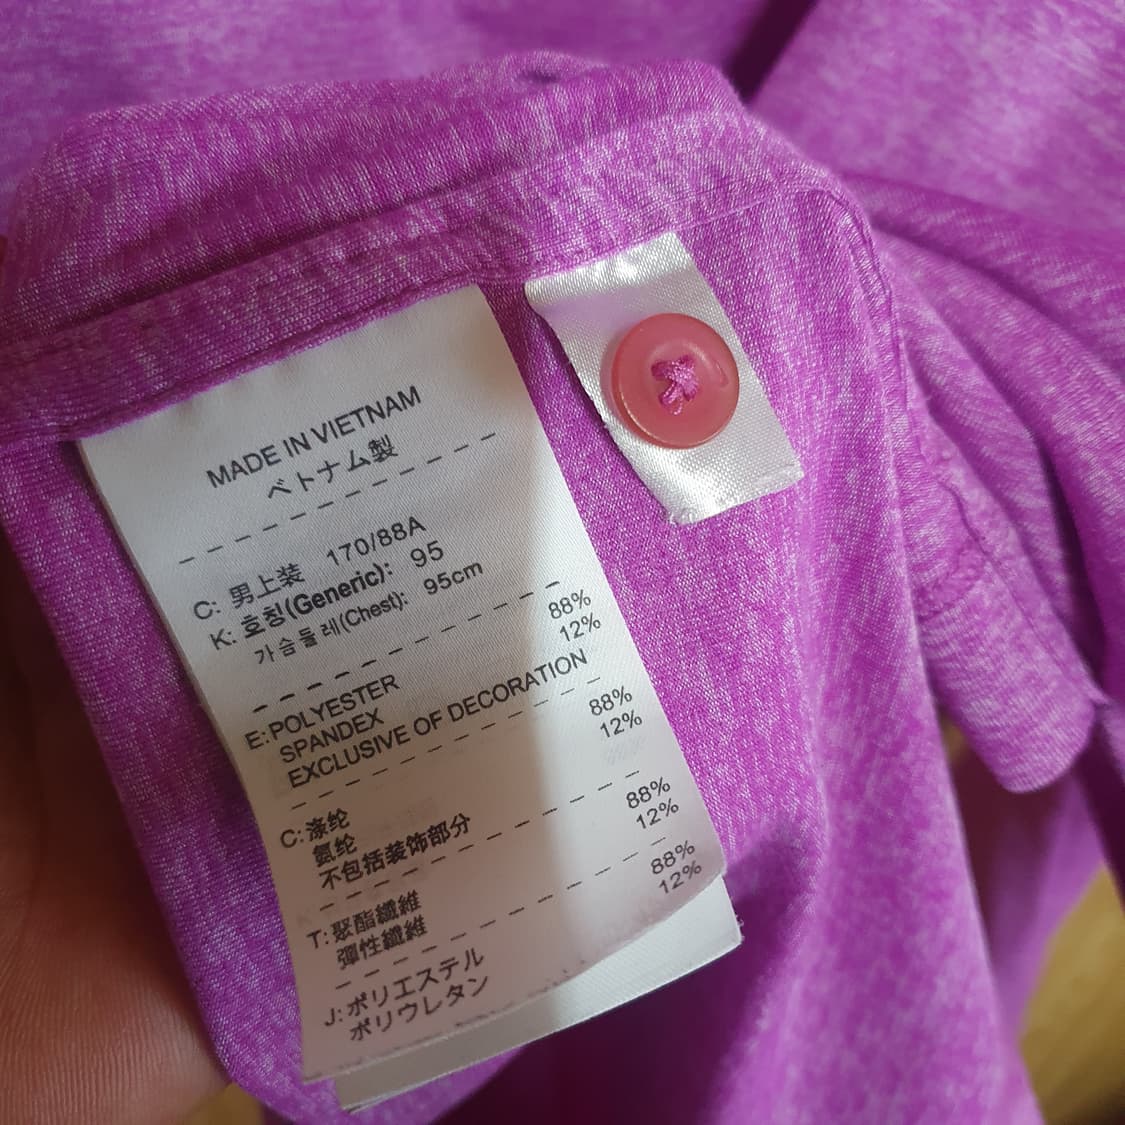 MADE IN VIETNAM
ベトナム製
C: 男上装 170/88A
K: 호칭(Generic): 95
가슴둘레(Chest): 95cm
E: POLYESTER 88%
SPANDEX 12%
EXCLUSIVE OF DECORATION
C: 涤纶 88%
氨纶 12%
不包括装饰部分
T: 聚酯纖維 88%
彈性纖維 12%
J: ポリエステル 88%
ポリウレタン 12%